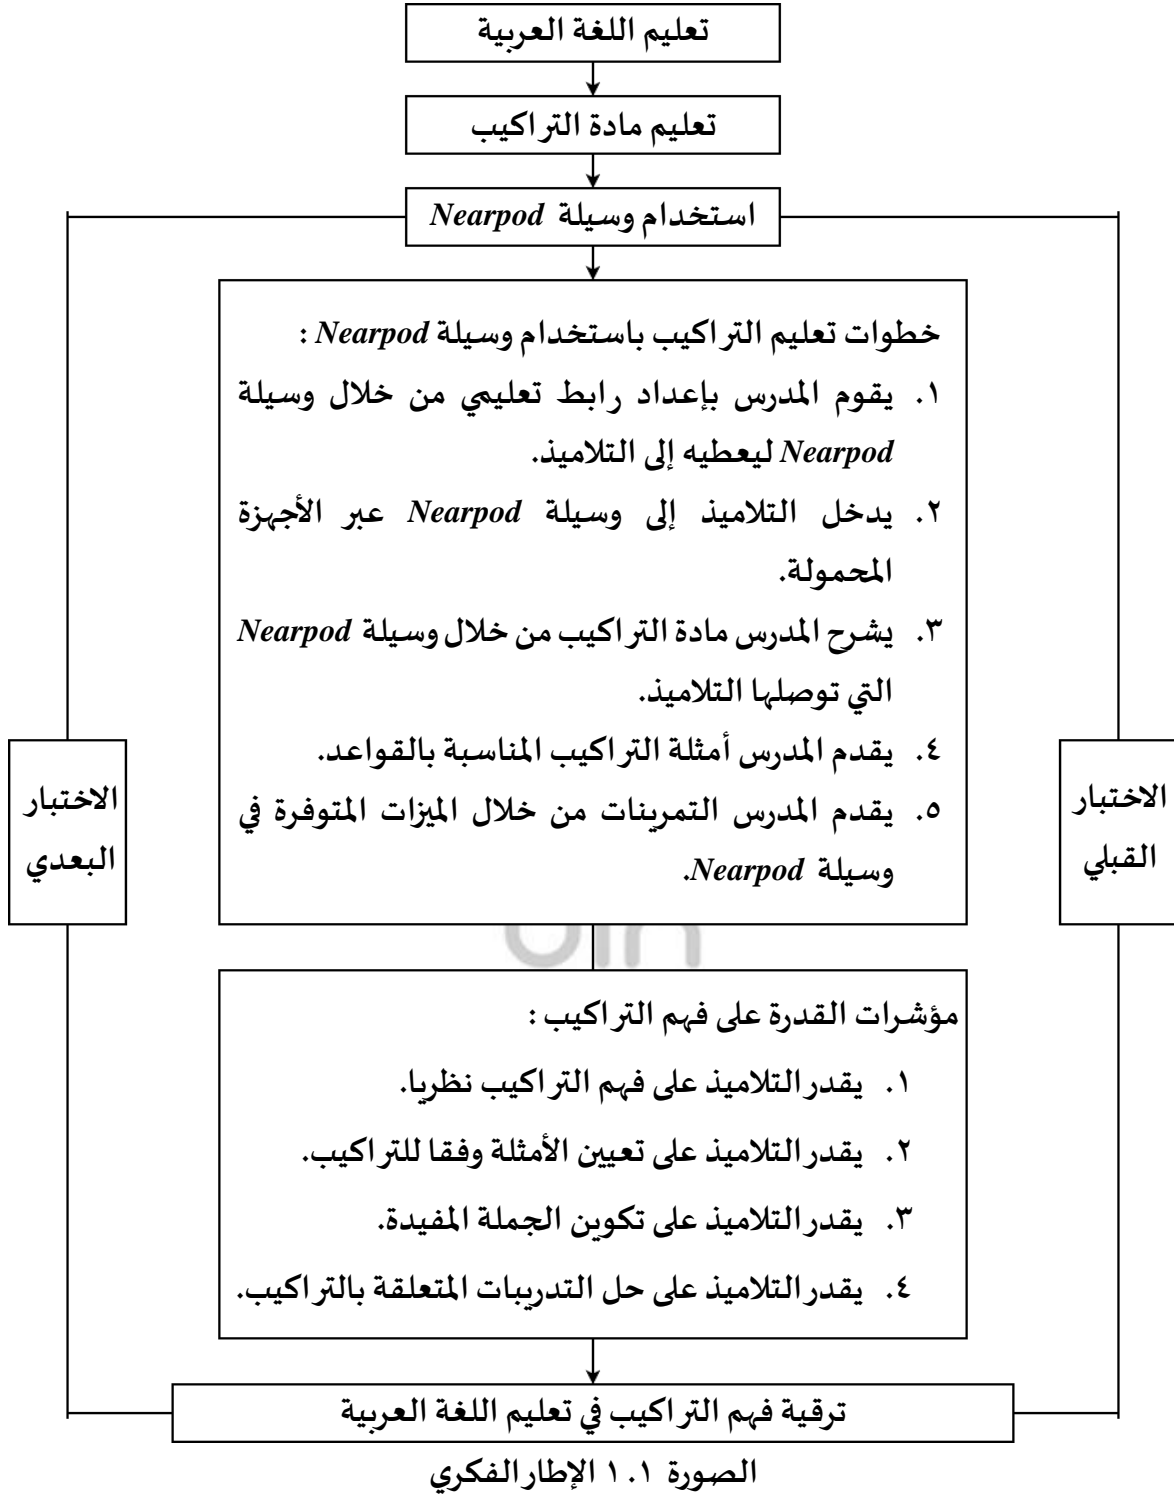 تعليم اللغة العربية
تعليم مادة التراكيب
استخدام وسيلة Nearpod
خطوات تعليم التراكيب باستخدام وسيلة Nearpod :
١. يقوم المدرس بإعداد رابط تعليمي من خلال وسيلة
Nearpod ليعطيه إلى التلاميذ.
٢. يدخل التلاميذ إلى وسيلة Nearpod عبر الأجهزة
المحمولة.
٣. يشرح المدرس مادة التراكيب من خلال وسيلة Nearpod
التي توصلها التلاميذ.
٤. يقدم المدرس أمثلة التراكيب المناسبة بالقواعد.
٥. يقدم المدرس التمرينات من خلال الميزات المتوفرة في
وسيلة Nearpod.
الاختبار
القبلي
الاختبار
البعدي
uin
مؤشرات القدرة على فهم التراكيب :
١. يقدر التلاميذ على فهم التراكيب نظريا.
٢. يقدر التلاميذ على تعيين الأمثلة وفقا للتراكيب.
٣. يقدر التلاميذ على تكوين الجملة المفيدة.
٤. يقدر التلاميذ على حل التدريبات المتعلقة بالتراكيب.
ترقية فهم التراكيب في تعليم اللغة العربية
الصورة ١.١ الإطار الفكري